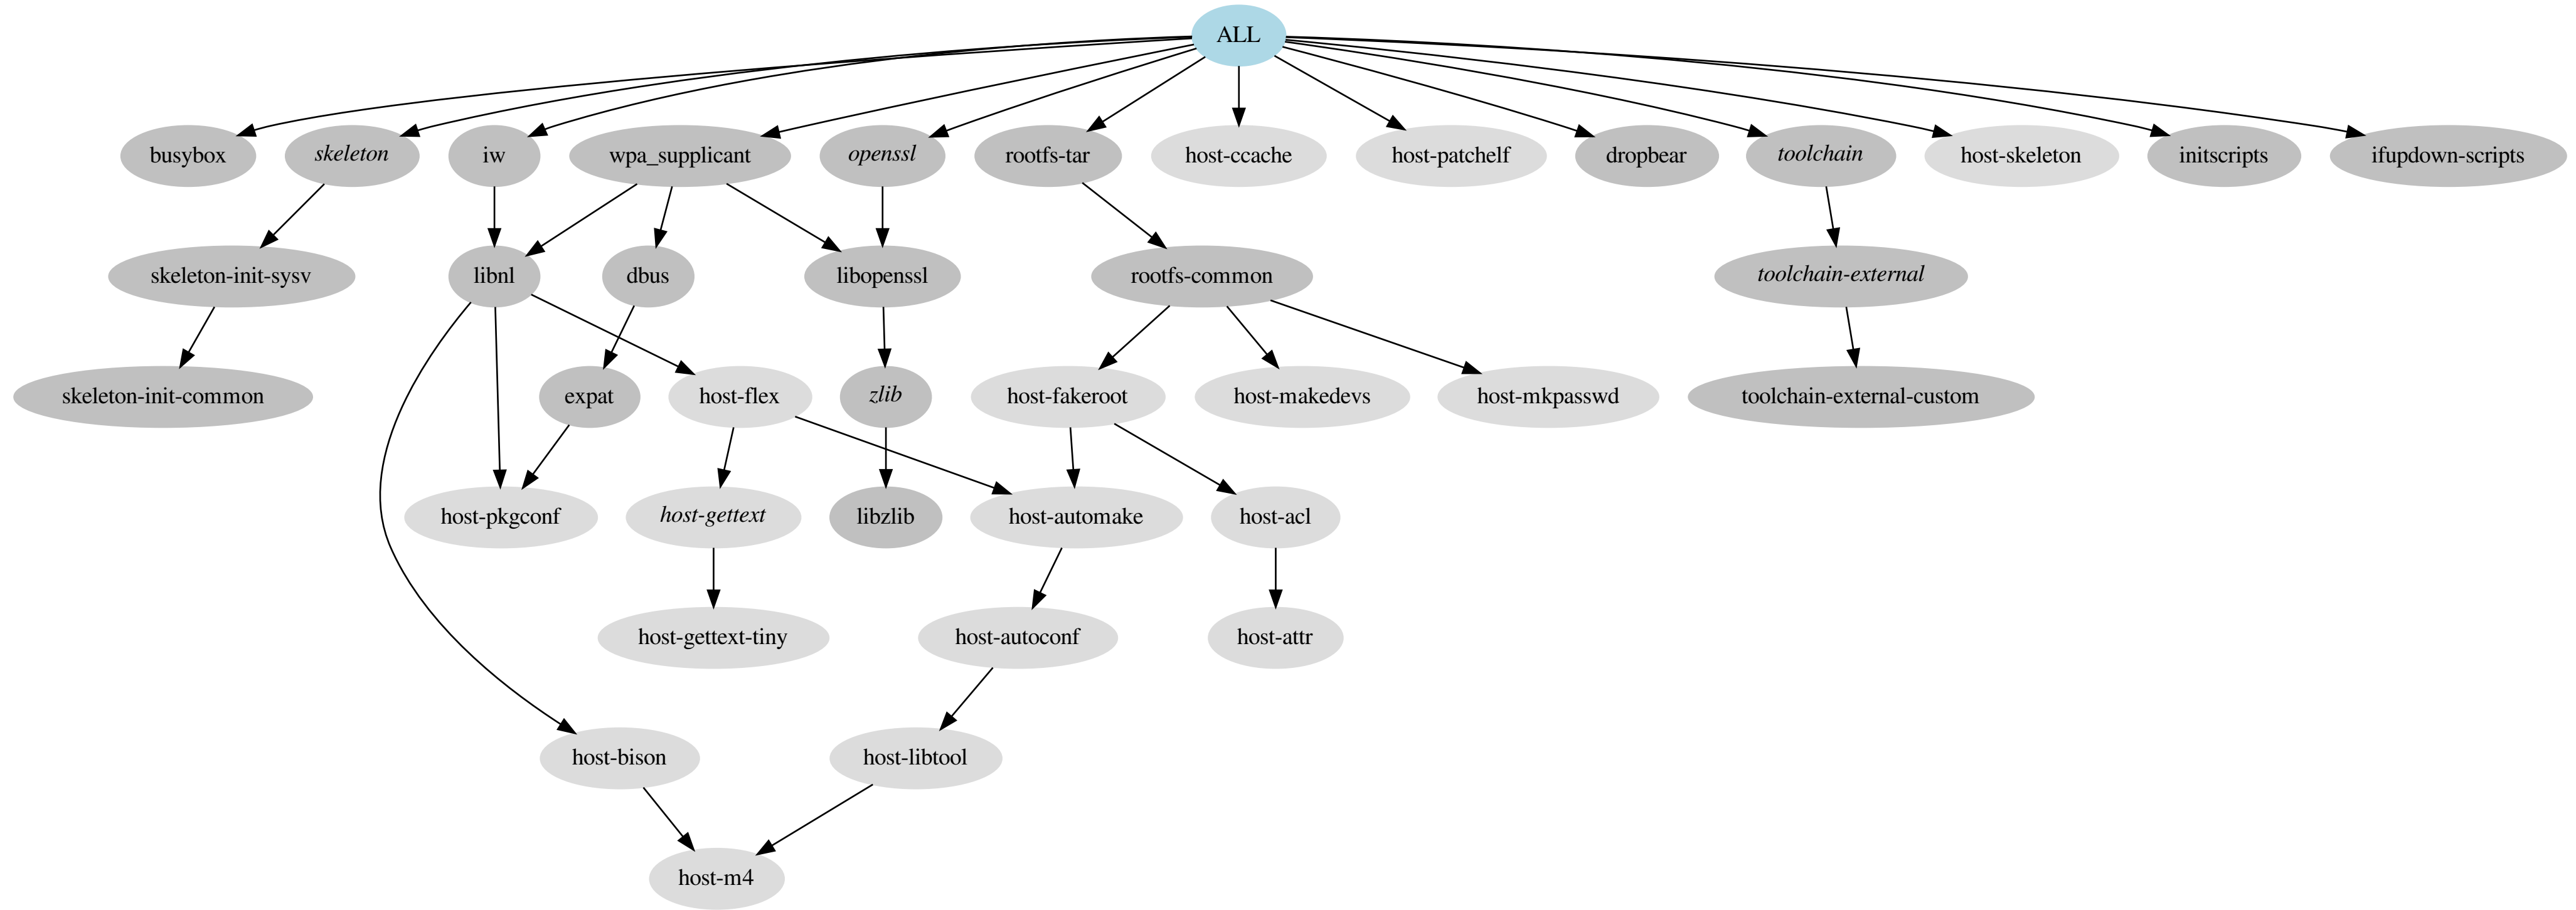 ALL
busybox
skeleton
iw
wpa_supplicant
openssl
rootfs-tar
host-ccache
host-patchelf
dropbear
toolchain
host-skeleton
initscripts
ifupdown-scripts
skeleton-init-sysv
libnl
dbus
libopenssl
rootfs-common
toolchain-external
skeleton-init-common
expat
host-flex
zlib
host-fakeroot
host-makedevs
host-mkpasswd
toolchain-external-custom
host-pkgconf
host-gettext
libzlib
host-automake
host-acl
host-gettext-tiny
host-autoconf
host-attr
host-bison
host-libtool
host-m4